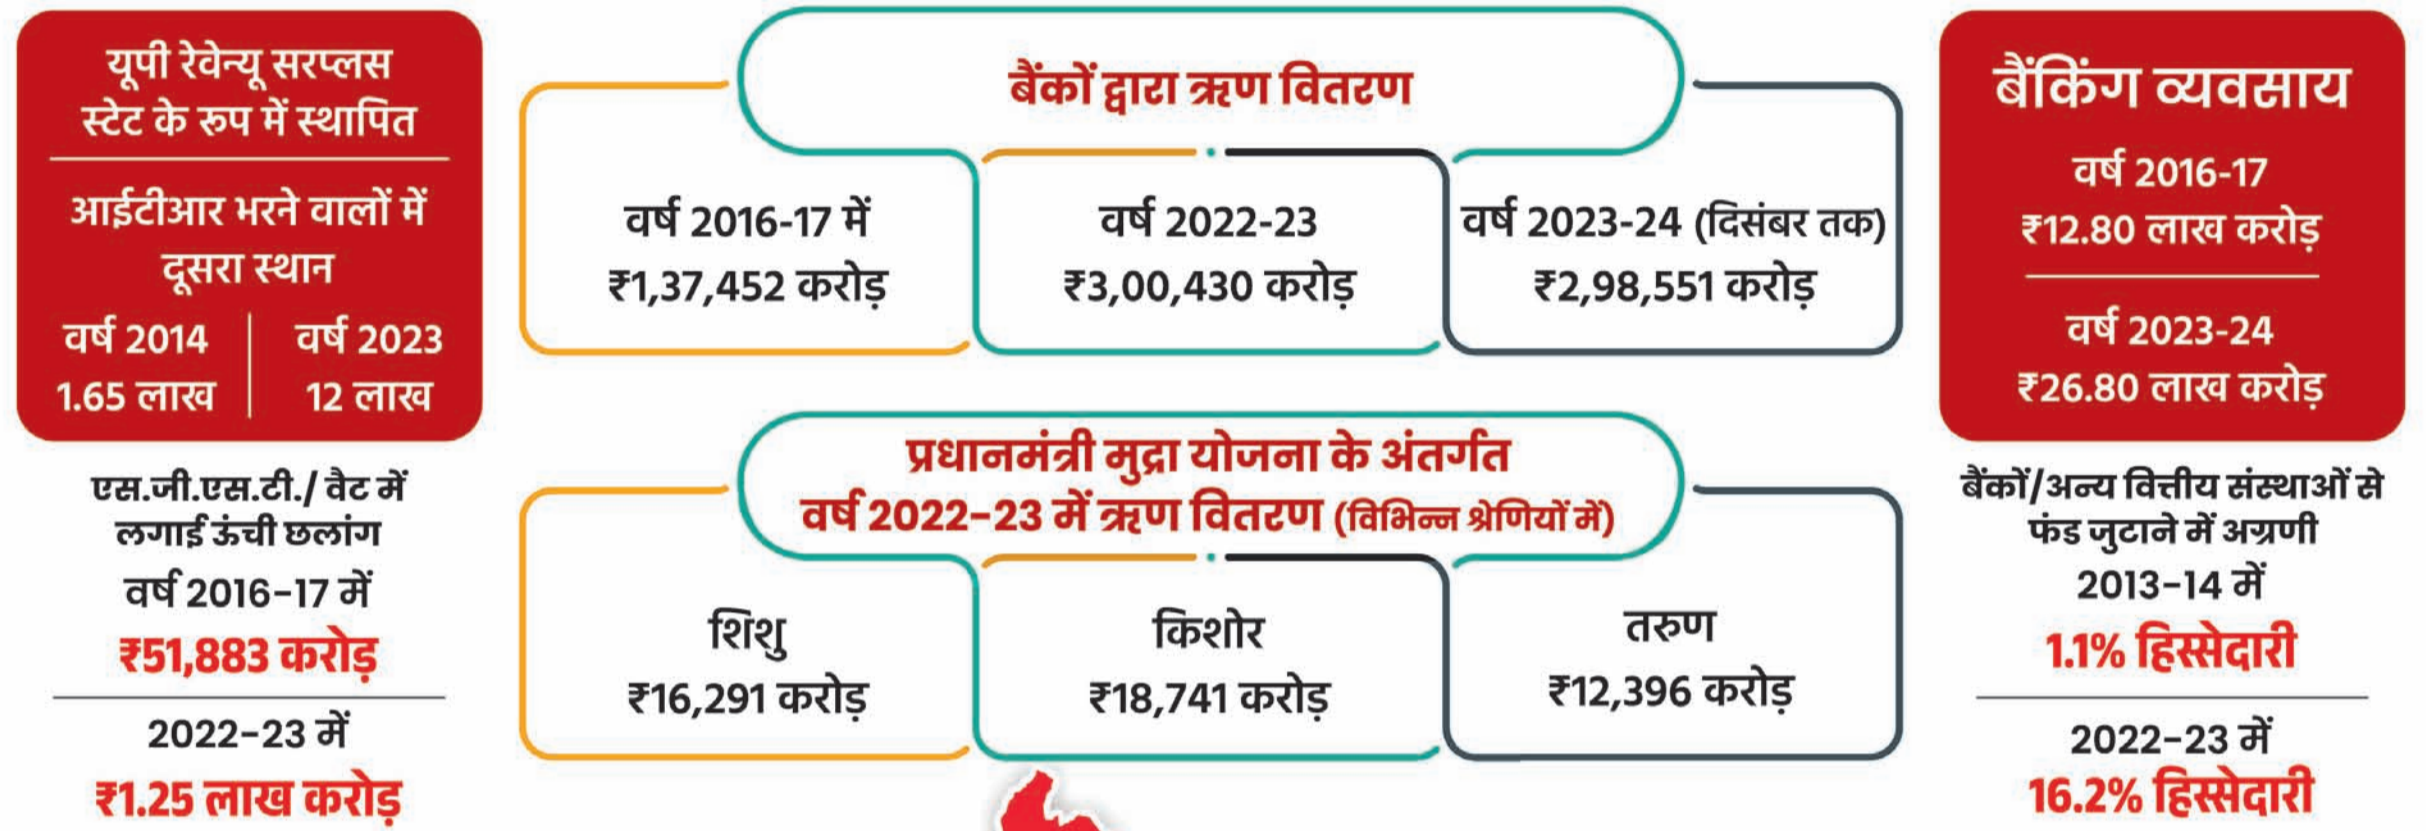 यूपी रेवेन्यू सरप्लस
स्टेट के रूप में स्थापित
आईटीआर भरने वालों में
दूसरा स्थान
वर्ष 2014
1.65 लाख
वर्ष 2023
12 लाख
एस.जी.एस.टी./ वैट में
लगाई ऊंची छलांग
वर्ष 2016-17 में
₹51,883 करोड़
2022-23 में
₹1.25 लाख करोड़
बैंकों द्वारा ऋण वितरण
वर्ष 2016-17 में
₹1,37,452 करोड़
वर्ष 2022-23
₹3,00,430 करोड़
वर्ष 2023-24 (दिसंबर तक)
₹2,98,551 करोड़
प्रधानमंत्री मुद्रा योजना के अंतर्गत
वर्ष 2022-23 में ऋण वितरण (विभिन्न श्रेणियों में)
शिशु
₹16,291 करोड़
किशोर
₹18,741 करोड़
तरुण
₹12,396 करोड़
बैंकिंग व्यवसाय
वर्ष 2016-17
₹12.80 लाख करोड़
वर्ष 2023-24
₹26.80 लाख करोड़
बैंकों/अन्य वित्तीय संस्थाओं से
फंड जुटाने में अग्रणी
2013-14 में
1.1% हिस्सेदारी
2022-23 में
16.2% हिस्सेदारी